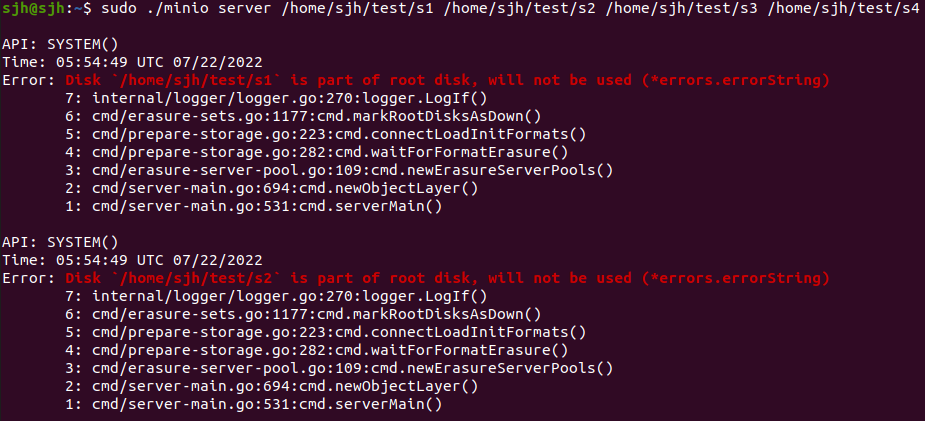 sjh@sjh:~$ sudo ./minio server /home/sjh/test/s1 /home/sjh/test/s2 /home/sjh/test/s3 /home/sjh/test/s4
API: SYSTEM()
Time: 05:54:49 UTC 07/22/2022
Error: Disk `/home/sjh/test/s1` is part of root disk, will not be used (*errors.errorString)
7: internal/logger/logger.go:270:logger.LogIf()
6: cmd/erasure-sets.go:1177:cmd.markRootDisksAsDown()
5: cmd/prepare-storage.go:223:cmd.connectLoadInitFormats()
4: cmd/prepare-storage.go:282:cmd.waitForFormatErasure()
3: cmd/erasure-server-pool.go:109:cmd.newErasureServerPools()
2: cmd/server-main.go:694:cmd.newObjectLayer()
1: cmd/server-main.go:531:cmd.serverMain()
API: SYSTEM()
Time: 05:54:49 UTC 07/22/2022
Error: Disk `/home/sjh/test/s2` is part of root disk, will not be used (*errors.errorString)
7: internal/logger/logger.go:270:logger.LogIf()
6: cmd/erasure-sets.go:1177:cmd.markRootDisksAsDown()
5: cmd/prepare-storage.go:223:cmd.connectLoadInitFormats()
4: cmd/prepare-storage.go:282:cmd.waitForFormatErasure()
3: cmd/erasure-server-pool.go:109:cmd.newErasureServerPools()
2: cmd/server-main.go:694:cmd.newObjectLayer()
1: cmd/server-main.go:531:cmd.serverMain()